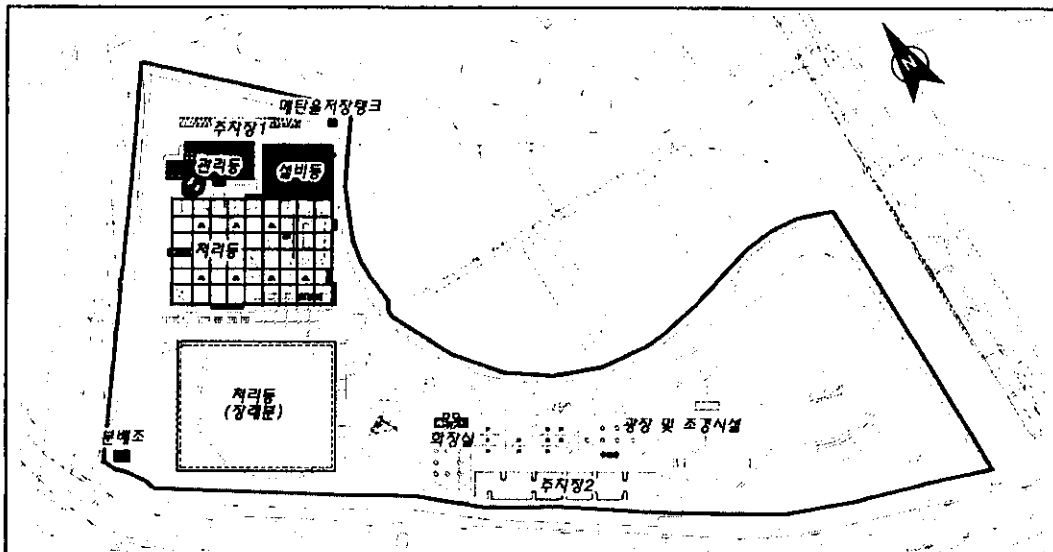 N
메탄올저장탱크
주차장1
관리동
설비동
처리동
처리동
(장래분)
분배조
화장실
광장 및 조경시설
주차장2